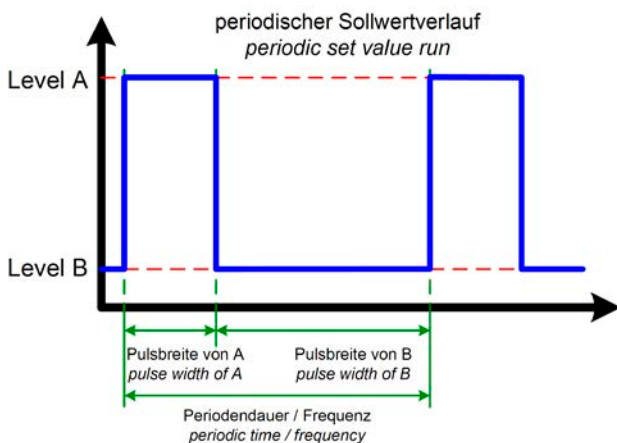 periodischer Sollwertverlauf
periodic set value run
Level A
Level B
Pulsbreite von A
pulse width of A
Pulsbreite von B
pulse width of B
Periodendauer / Frequenz
periodic time / frequency